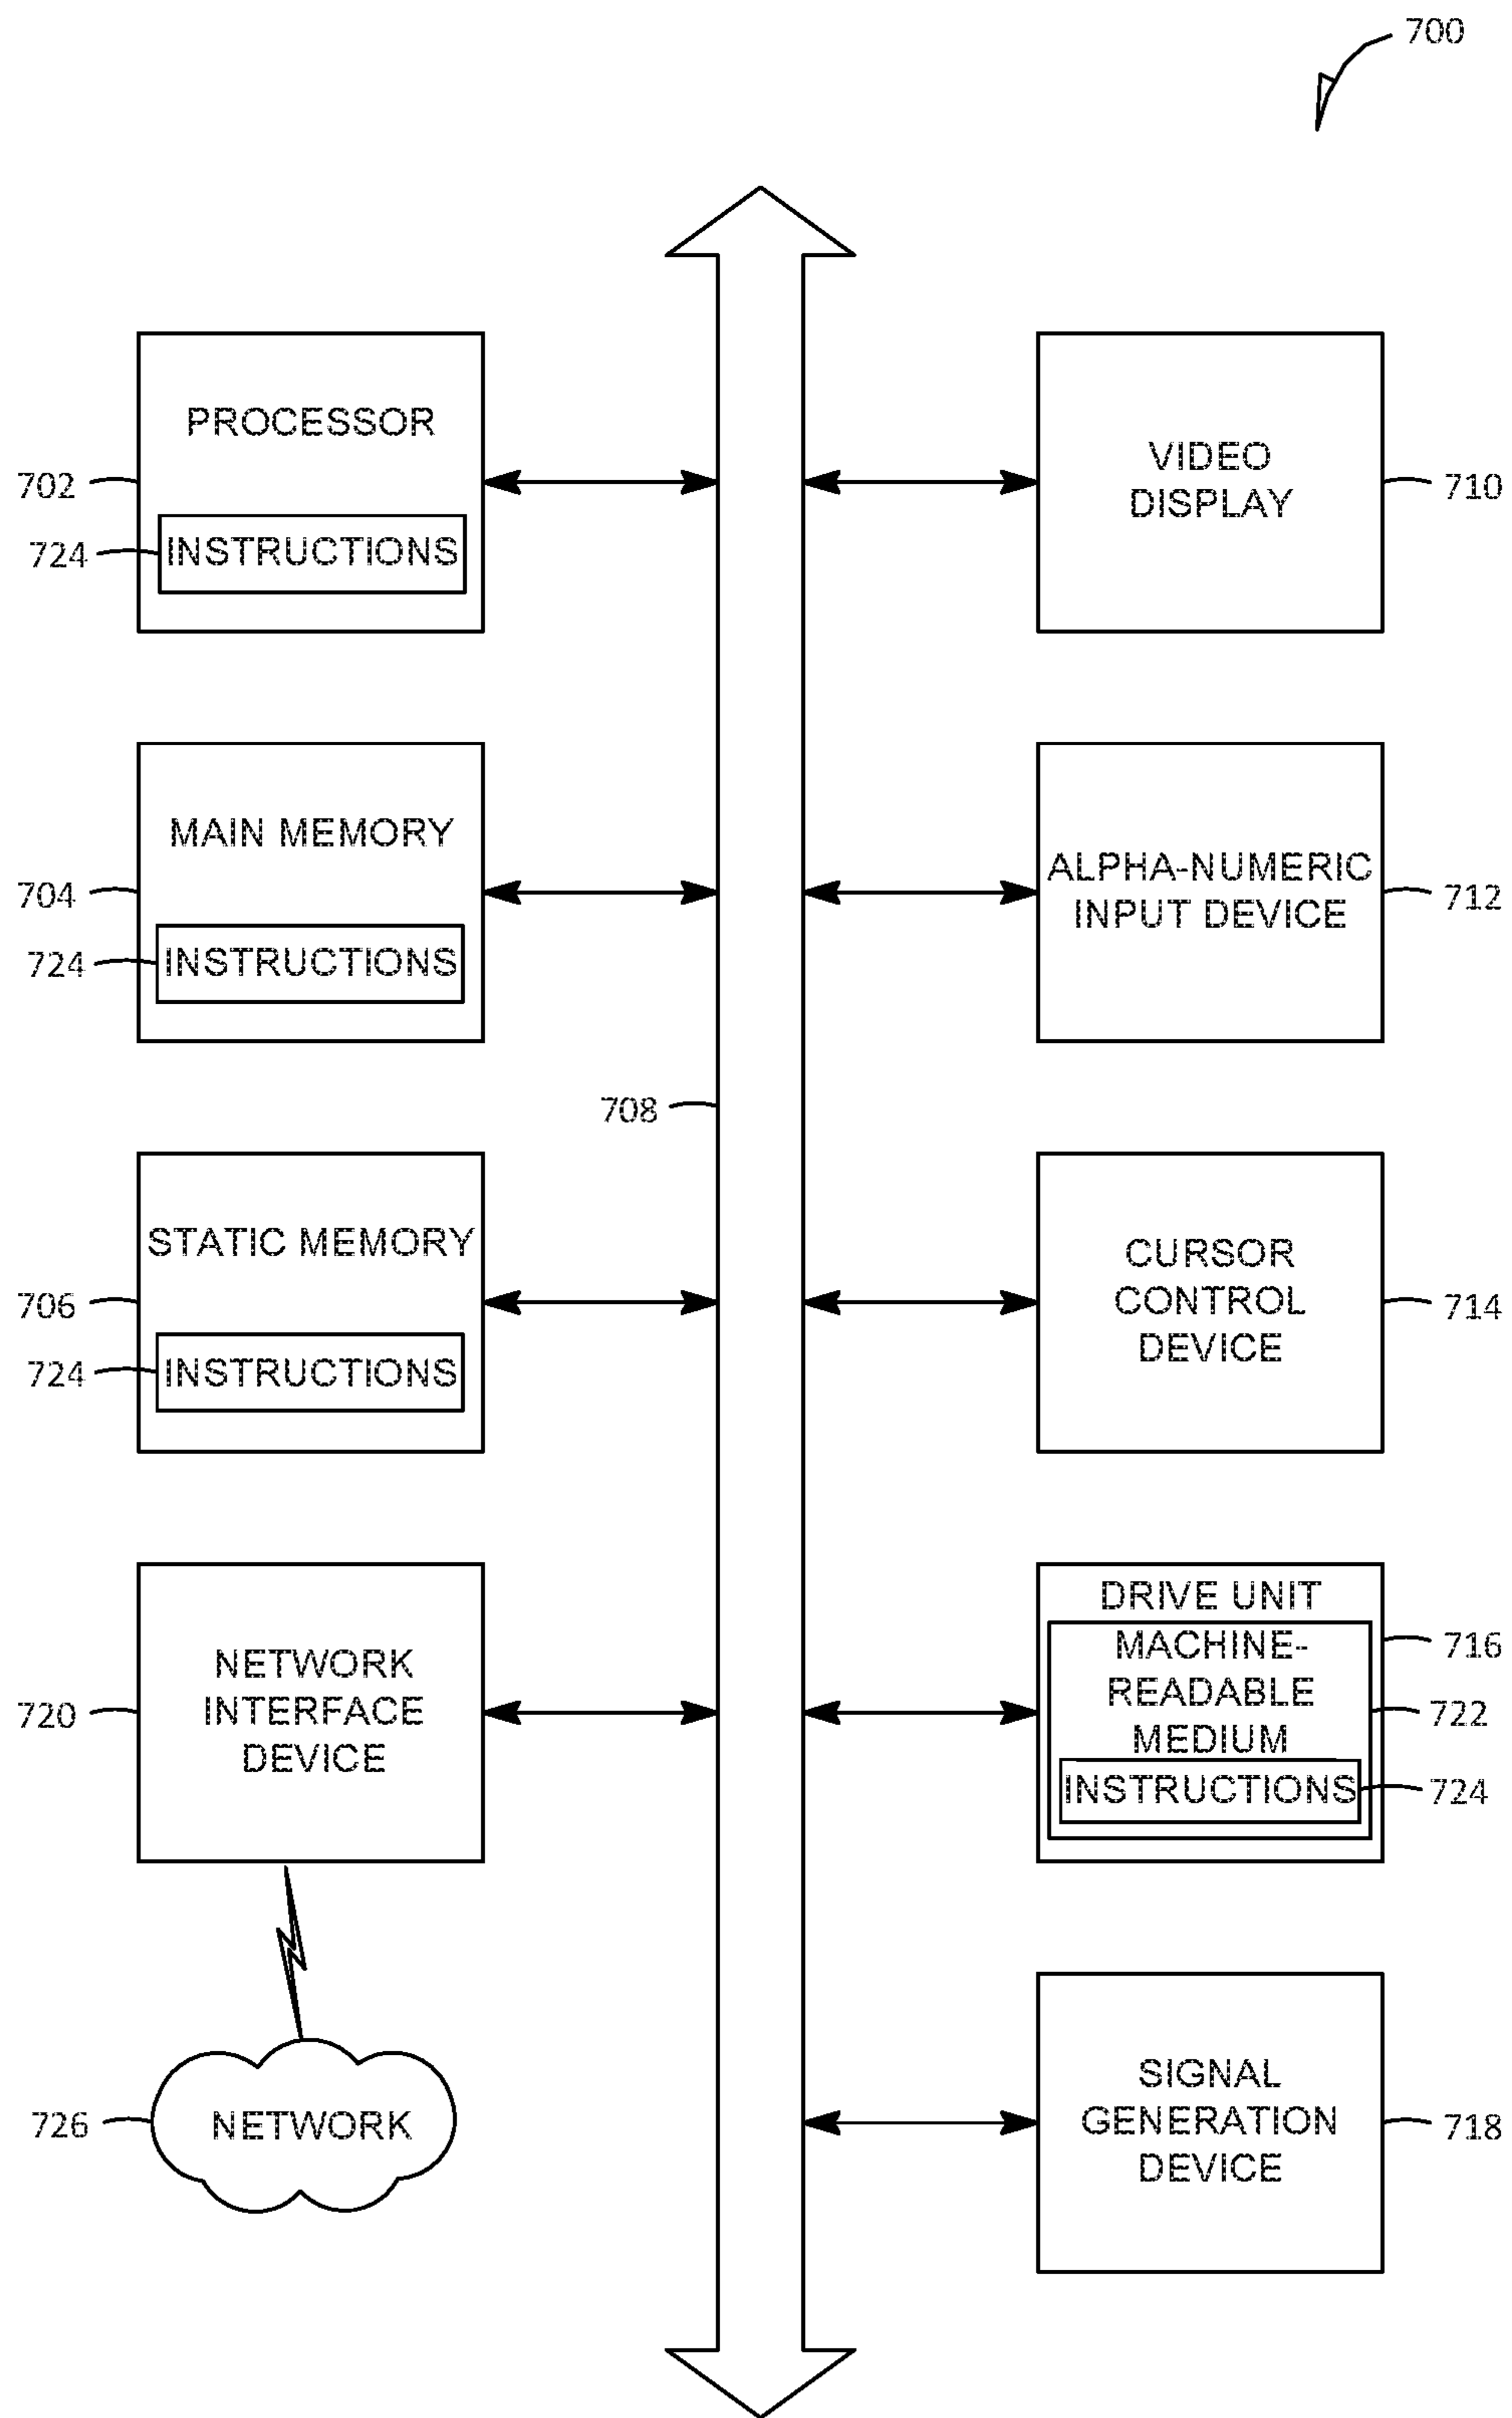 700
PROCESSOR
702
724
INSTRUCTIONS
VIDEO
DISPLAY
710
MAIN MEMORY
704
724
INSTRUCTIONS
ALPHA-NUMERIC
INPUT DEVICE
712
708
STATIC MEMORY
706
724
INSTRUCTIONS
CURSOR
CONTROL
DEVICE
714
NETWORK
INTERFACE
DEVICE
720
DRIVE UNIT
716
MACHINE-
READABLE
MEDIUM
722
INSTRUCTIONS
724
NETWORK
726
SIGNAL
GENERATION
DEVICE
718